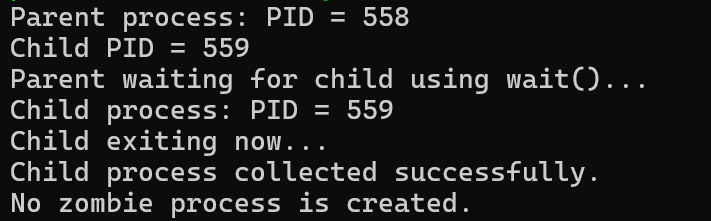 Parent process: PID = 558
Child PID = 559
Parent waiting for child using wait()...
Child process: PID = 559
Child exiting now...
Child process collected successfully.
No zombie process is created.